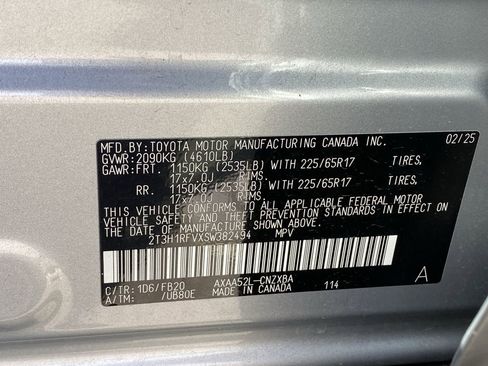 MFD.BY:TOYOTA MOTOR MANUFACTURING CANADA INC. 02/25
GVWR:2090KG (4610LB)
GAWR:FRT. 1150KG (2535LB) WITH 225/65R17 TIRES,
17x7.0J RIMS
RR. 1150KG (2535LB) WITH 225/65R17 TIRES,
17x7.0J RIMS
THIS VEHICLE CONFORMS TO ALL APPLICABLE FEDERAL MOTOR
VEHICLE SAFETY AND THEFT PREVENTION STANDARDS IN EFFECT ON
THE DATE OF MANUFACTURE SHOWN ABOVE.
2T3H1RFVXSW382494 MPV
C/TR: 1D6/FB20 AXAA52L-CNZXBA A
A/TM: /UB80E MADE IN CANADA 114